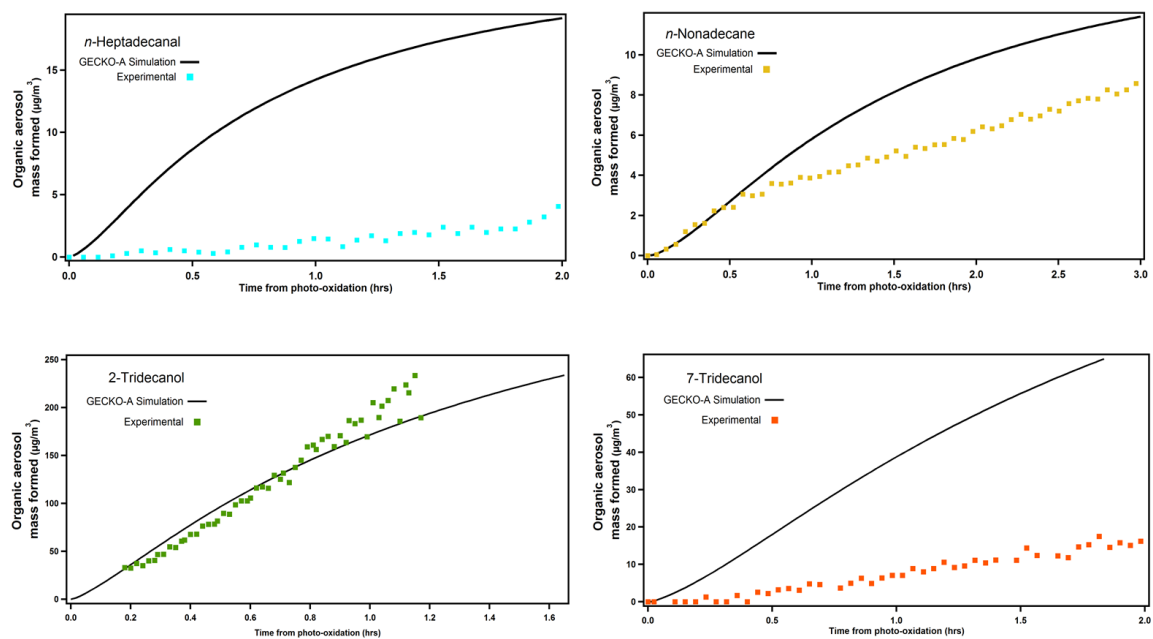 n-Heptadecanal
GECKO-A Simulation
Experimental
Organic aerosol
mass formed (µg/m³)
15
10
5
0
0.0 0.5 1.0 1.5 2.0
Time from photo-oxidation (hrs)
n-Nonadecane
GECKO-A Simulation
Experimental
Organic aerosol
mass formed (µg/m³)
10
8
6
4
2
0
0.0 0.5 1.0 1.5 2.0 2.5 3.0
Time from photo-oxidation (hrs)
2-Tridecanol
GECKO-A Simulation
Experimental
Organic aerosol
mass formed (µg/m³)
250
200
150
100
50
0
0.0 0.2 0.4 0.6 0.8 1.0 1.2 1.4 1.6
Time from photo-oxidation (hrs)
7-Tridecanol
GECKO-A Simulation
Experimental
Organic aerosol
mass formed (µg/m³)
60
50
40
30
20
10
0
0.0 0.5 1.0 1.5 2.0
Time from photo-oxidation (hrs)